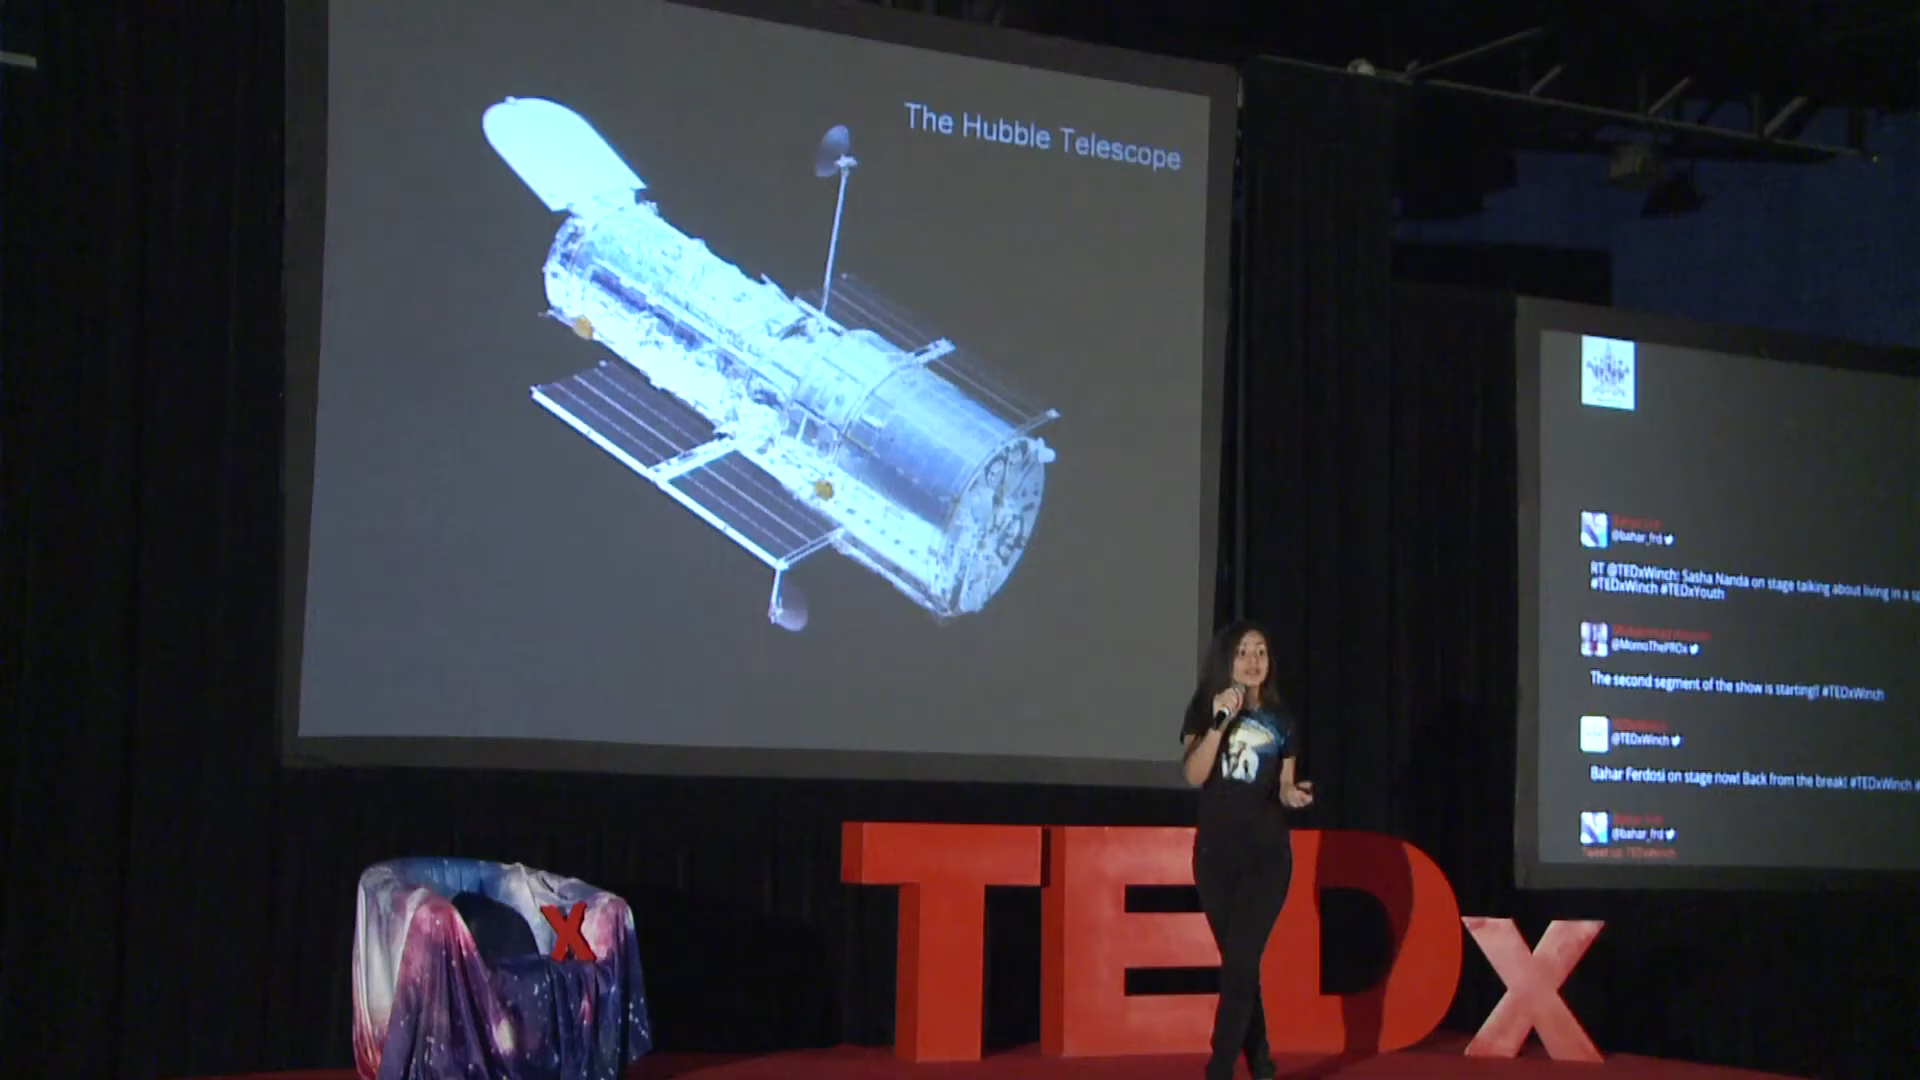 The Hubble Telescope
@bahar_frd
RT @TEDxWinch: Sasha Nanda on stage talking about living in a
#TEDxWinch #TEDxYouth
@MomoThePROx
The second segment of the show is starting!! #TEDxWinch
@TEDxWinch
Bahar Ferdosi on stage now! Back from the break! #TEDxWinch
@bahar_frd
x
TEDx